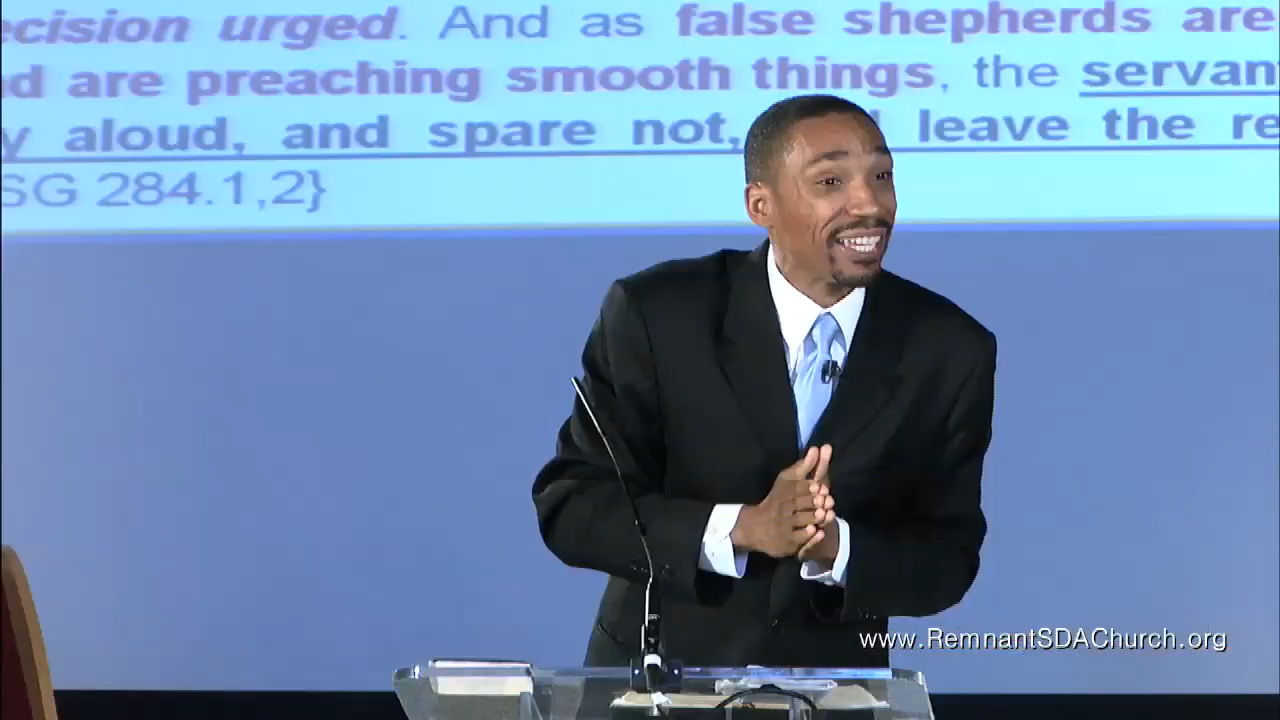 ecision urged. And as false shepherds are
d are preaching smooth things, the servant
y aloud, and spare not, leave the re
SG 284.1,2}
www.RemnantSDAChurch.org